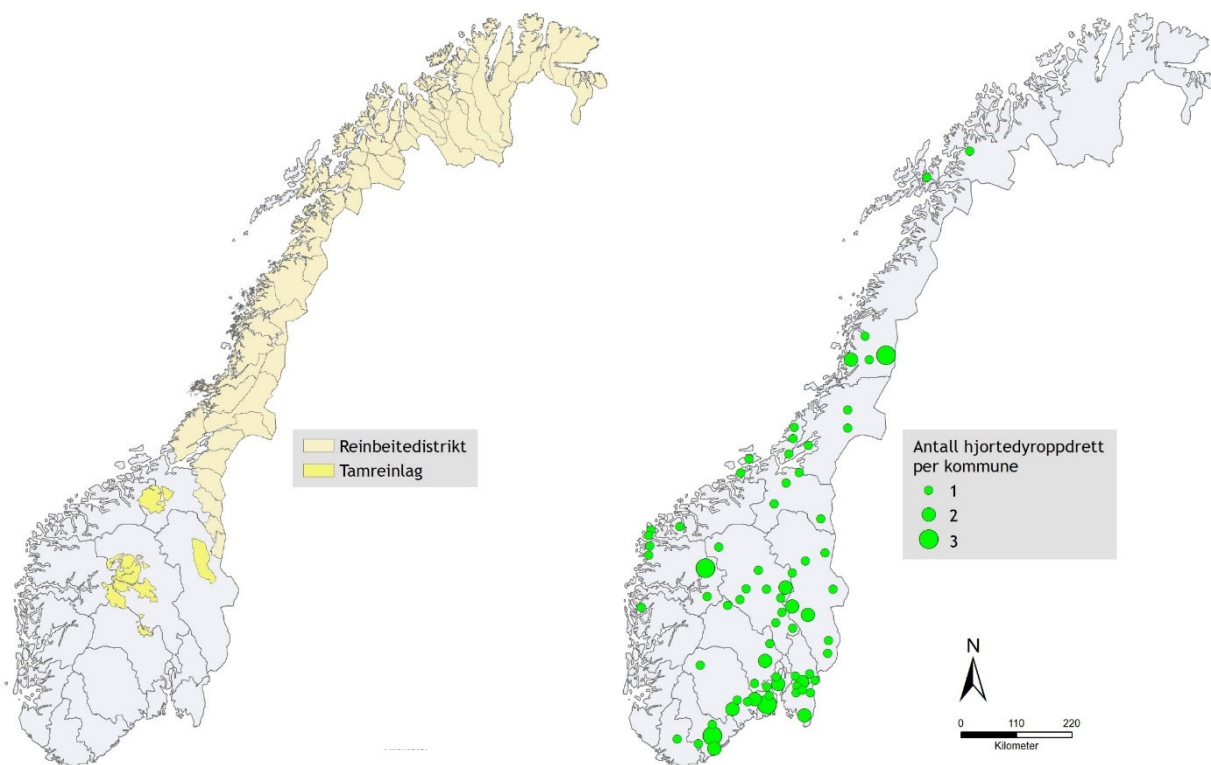 Reinbeitedistrikt
Tamreinlag
Antall hjortedyroppdrett
per kommune
1
2
3
N
0 110 220
Kilometer